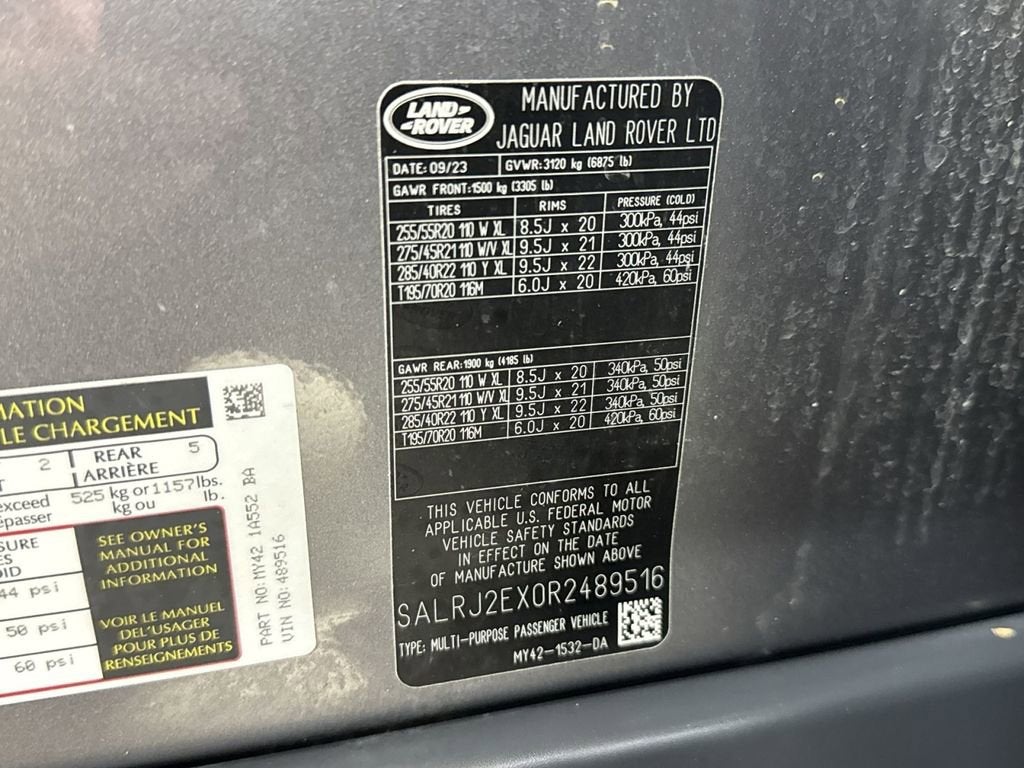 LAND-
-ROVER
MANUFACTURED BY
JAGUAR LAND ROVER LTD
DATE: 09/23 GVWR: 3120 kg (6875 lb)
GAWR FRONT: 1500 kg (3305 lb)
TIRES RIMS PRESSURE (COLD)
255/55R20 110 W XL 8.5J x 20 300kPa, 44psi
275/45R21 110 W/V XL 9.5J x 21 300kPa, 44psi
285/40R22 110 Y XL 9.5J x 22 300kPa, 44psi
T195/70R20 116M 6.0J x 20 420kPa, 60psi
GAWR REAR: 1900 kg (4185 lb)
255/55R20 110 W XL 8.5J x 20 340kPa, 50psi
275/45R21 110 W/V XL 9.5J x 21 340kPa, 50psi
285/40R22 110 Y XL 9.5J x 22 340kPa, 50psi
T195/70R20 116M 6.0J x 20 420kPa, 60psi
THIS VEHICLE CONFORMS TO ALL
APPLICABLE U.S. FEDERAL MOTOR
VEHICLE SAFETY STANDARDS
IN EFFECT ON THE DATE
OF MANUFACTURE SHOWN ABOVE
SALRJ2EX0R2489516
TYPE: MULTI-PURPOSE PASSENGER VEHICLE
MY42-1532-DA
MATION
LE CHARGEMENT
T 2 REAR 5
ARRIÈRE
exceed 525 kg or 1157 lbs.
épasser kg ou lb.
SURE
ES
OID
44 psi
50 psi
60 psi
SEE OWNER'S
MANUAL FOR
ADDITIONAL
INFORMATION
VOIR LE MANUEL
DE L'USAGER
POUR PLUS DE
RENSEIGNEMENTS
PART NO: MY42 1A552 BA
VIN NO: 489516